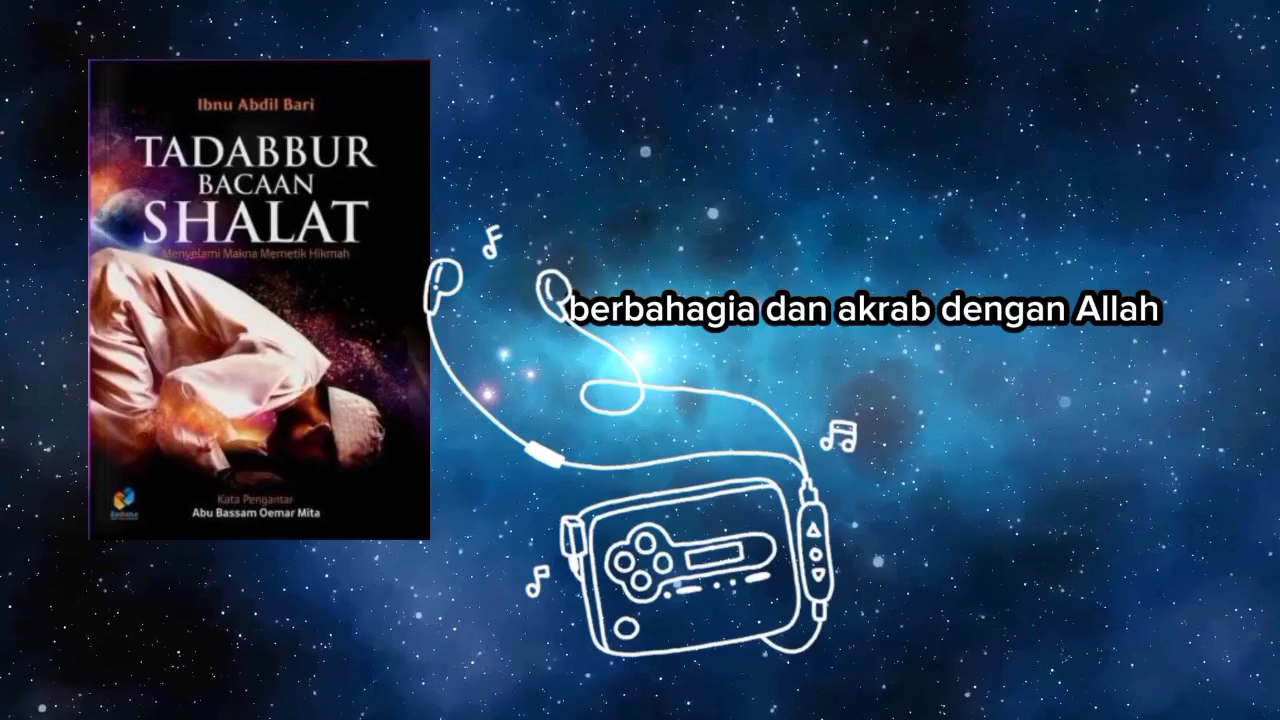 Ibnu Abdil Bari
TADABBUR
BACAAN
SHALAT
Menyelami Makna Memetik Hikmah
Kata Pengantar
Abu Bassam Oemar Mita
berbahagia dan akrab dengan Allah